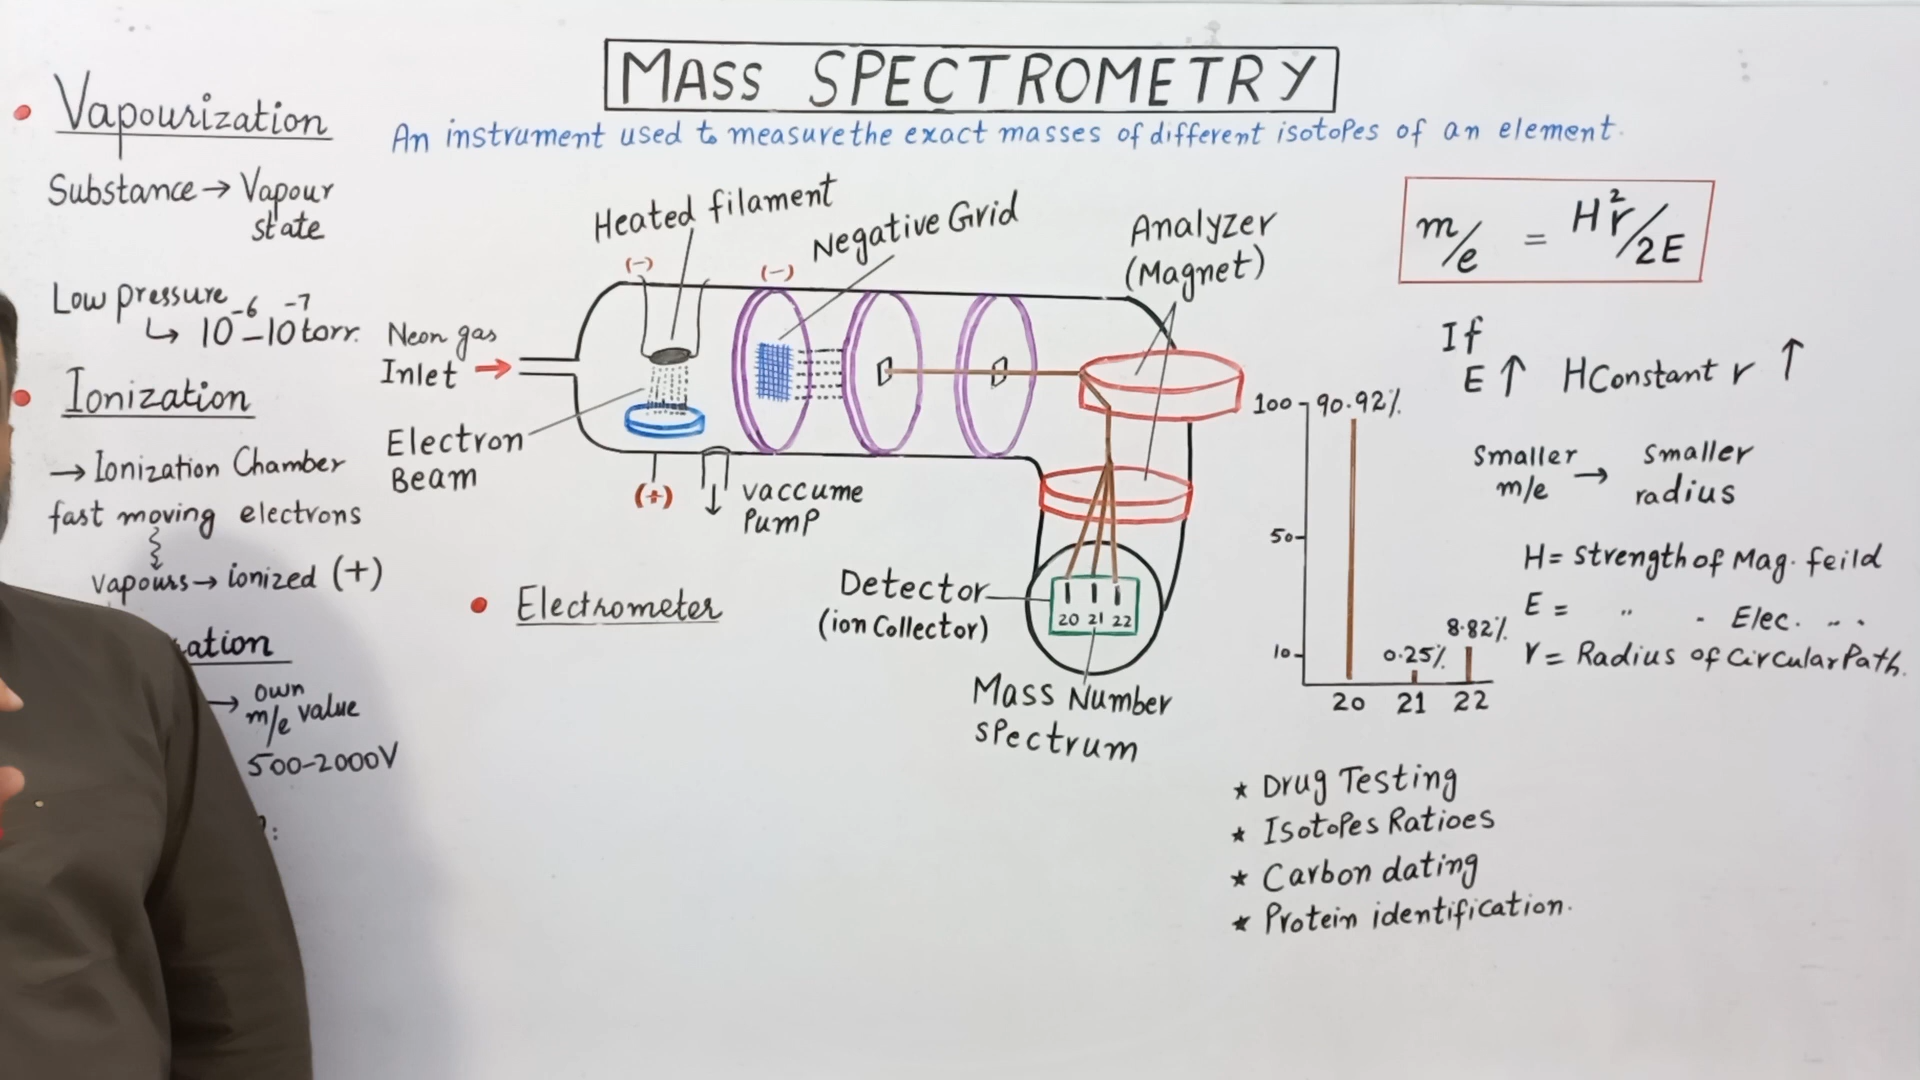 MASS SPECTROMETRY
An instrument used to measure the exact masses of different isotopes of an element.
• Vapourization
Substance → Vapour
state
Low pressure
↳ 10⁻⁶ – 10⁻⁷ torr.
• Ionization
→ Ionization Chamber
fast moving electrons
vapours → ionized (+)
ation
→ own
m/e value
500-2000V
:
Heated filament
Negative Grid
(-)
(-)
Neon gas
Inlet →
Electron
Beam
(+)
vaccume
Pump
Analyzer
(Magnet)
• Electrometer
Detector
(ion Collector)
20 21 22
Mass Number
spectrum
m/e = H²r²/2E
If
E ↑ H Constant r ↑
Smaller
m/e → Smaller
radius
H = Strength of Mag. feild
E = " - Elec. - - .
r = Radius of Circular Path.
100 90.92%
50
10 0.25% 8.82%
20 21 22
★ Drug Testing
★ Isotopes Ratioes
★ Carbon dating
★ Protein identification.